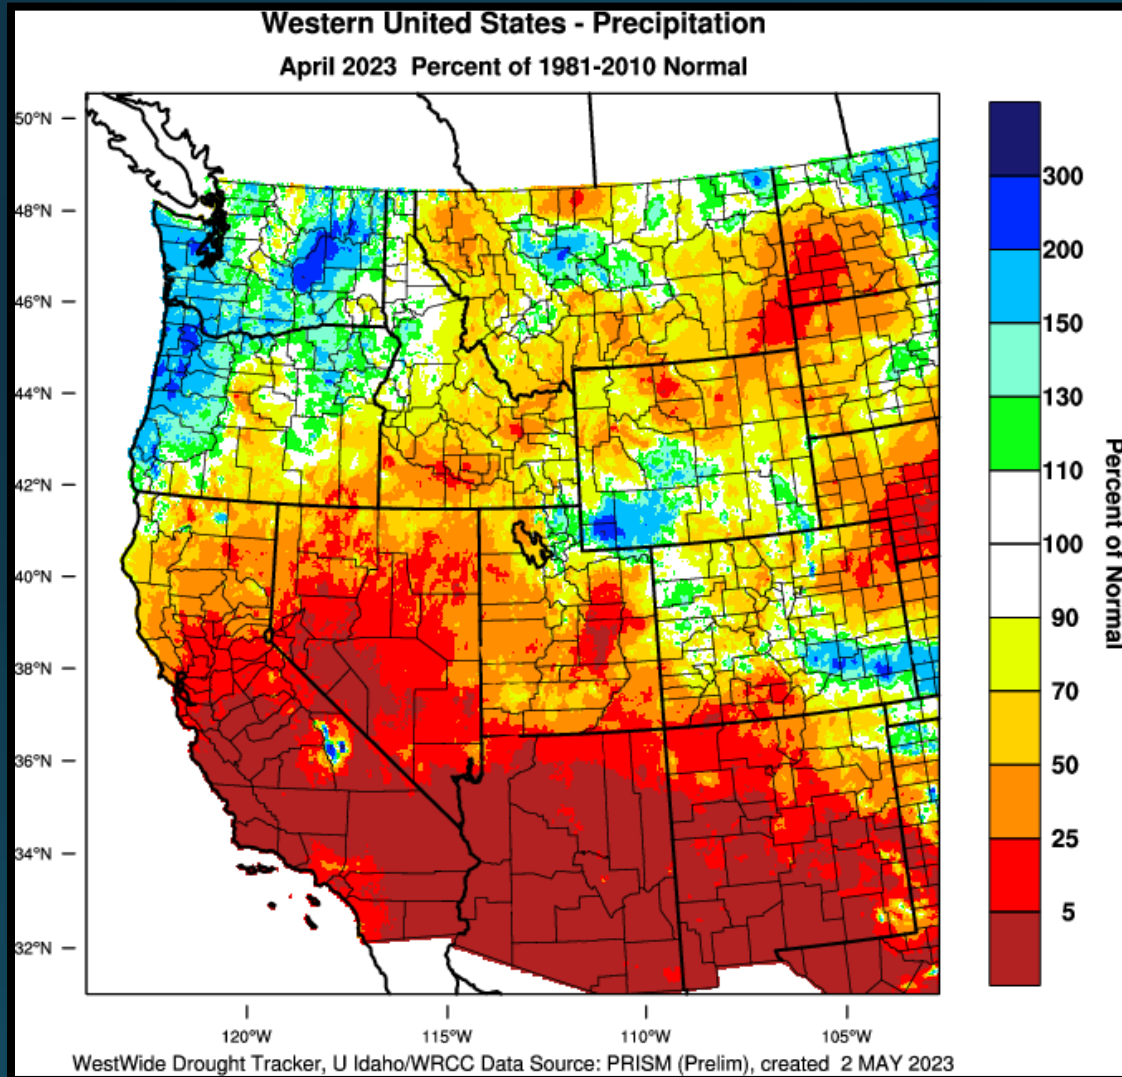 Western United States - Precipitation
April 2023 Percent of 1981-2010 Normal
50°N
48°N
46°N
44°N
42°N
40°N
38°N
36°N
34°N
32°N
120°W
115°W
110°W
105°W
300
200
150
130
110
100
90
70
50
25
5
Percent of Normal
WestWide Drought Tracker, U Idaho/WRCC Data Source: PRISM (Prelim), created 2 MAY 2023